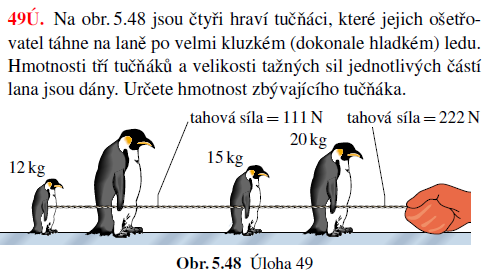 49Ú. Na obr. 5.48 jsou čtyři hraví tučňáci, které jejich ošetřo-
vatel táhne na laně po velmi kluzkém (dokonale hladkém) ledu.
Hmotnosti tří tučňáků a velikosti tažných sil jednotlivých částí
lana jsou dány. Určete hmotnost zbývajícího tučňáka.
tahová síla = 111 N tahová síla = 222 N
20 kg
15 kg
12 kg
Obr. 5.48 Úloha 49